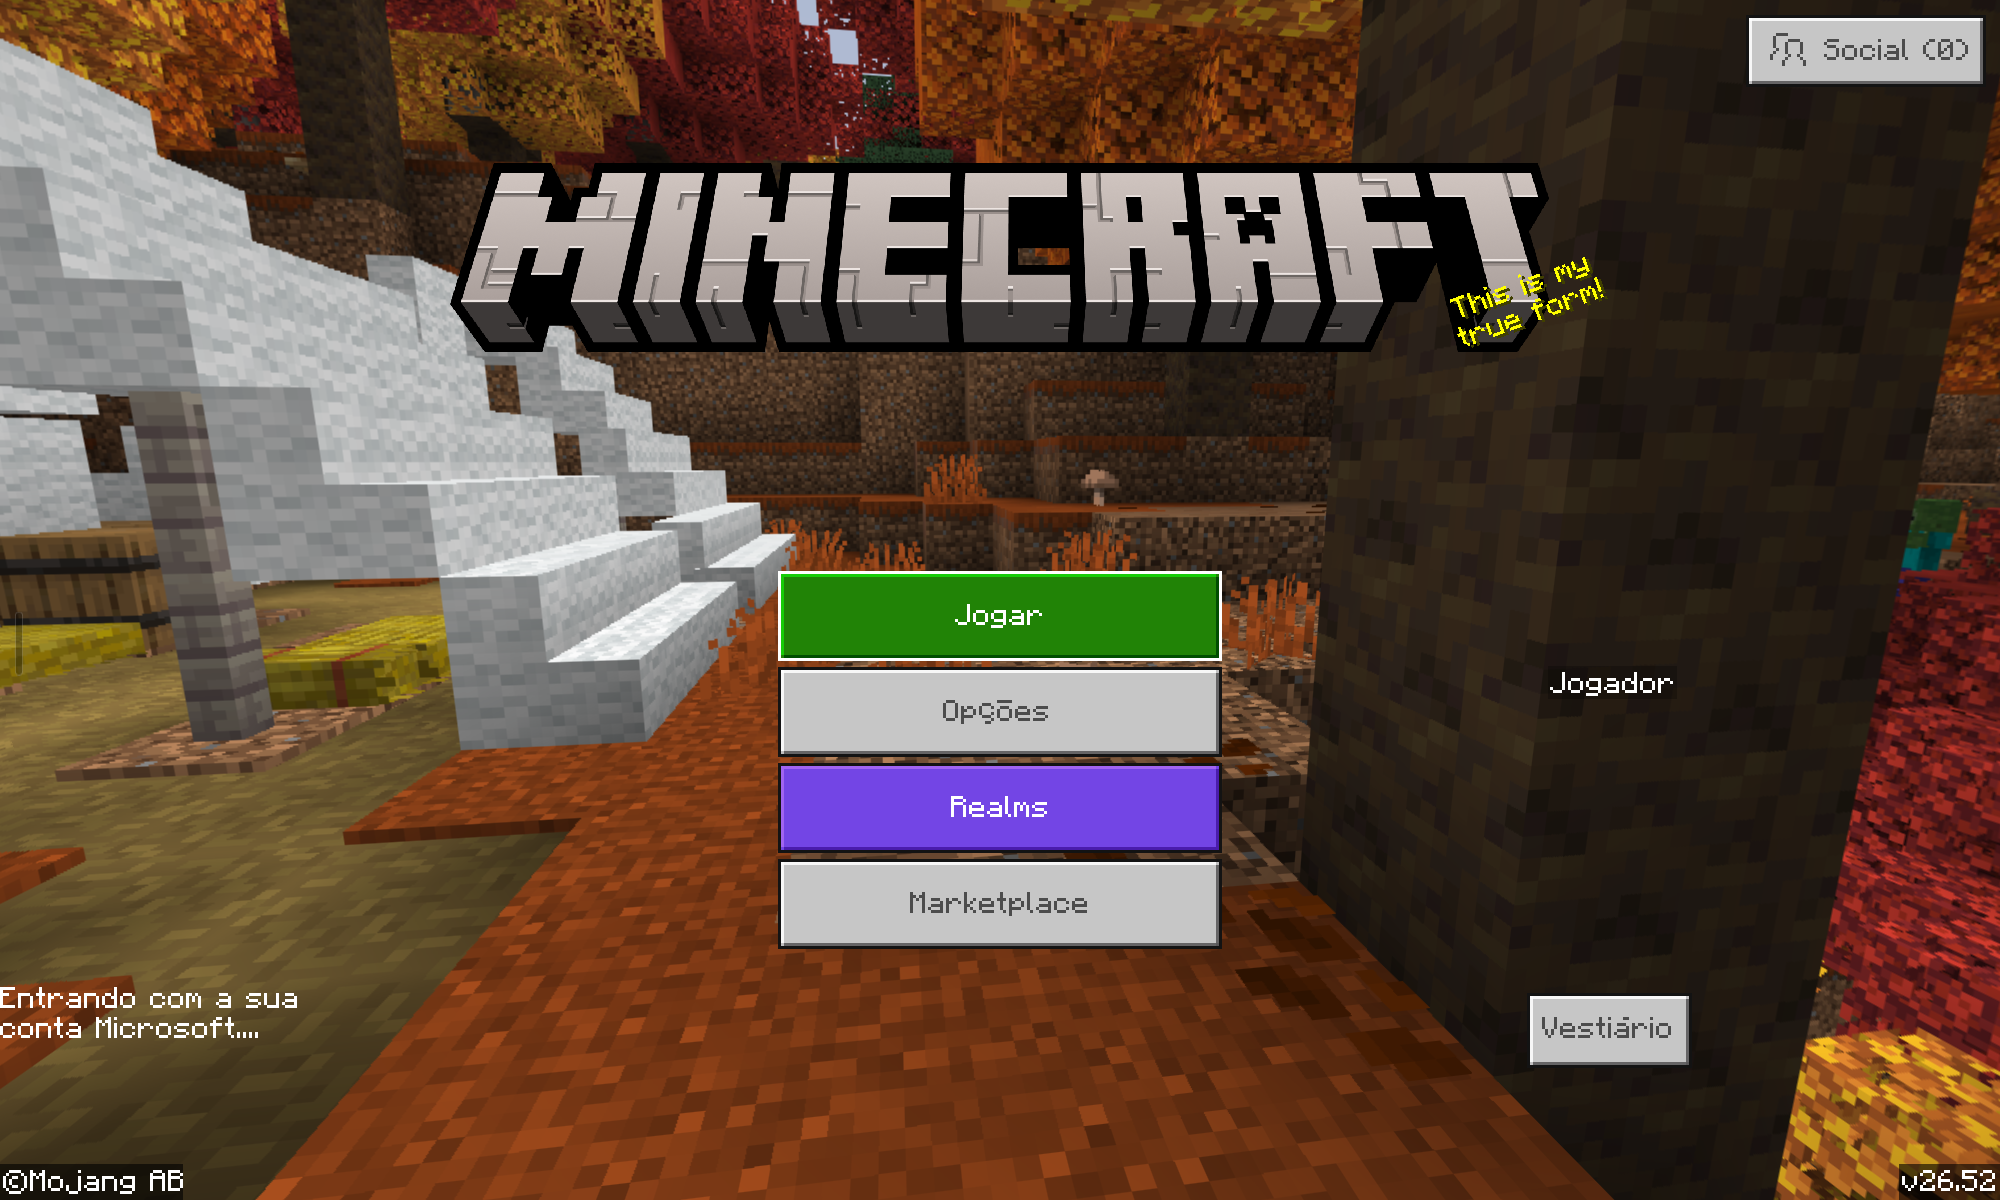 Social (0)
MINECRAFT
This is my
true form!
Jogar
Opções
Jogador
Realms
Marketplace
Entrando com a sua
conta Microsoft....
Vestiário
©Mojang AB
v26.52